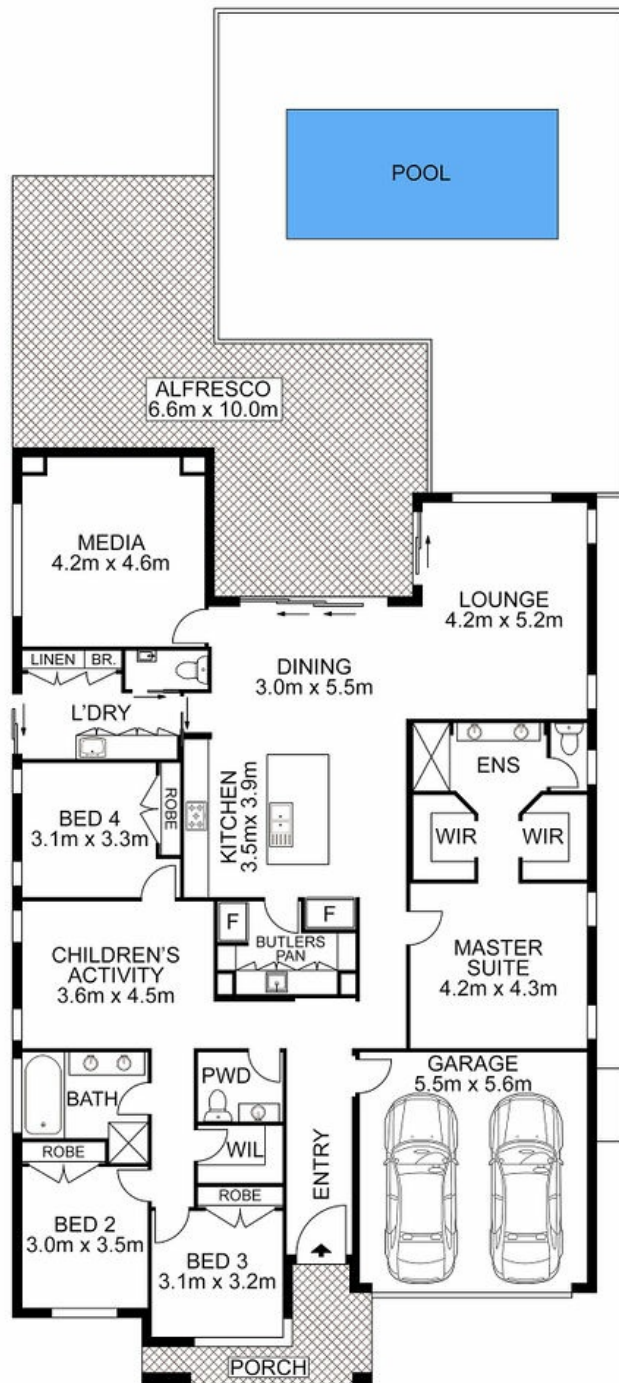 POOL
ALFRESCO
6.6m x 10.0m
MEDIA
4.2m x 4.6m
LOUNGE
4.2m x 5.2m
LINEN
BR.
DINING
3.0m x 5.5m
L'DRY
ENS
KITCHEN
3.5mx 3.9m
BED 4
3.1m x 3.3m
ROBE
WIR
WIR
F
F
BUTLERS
PAN
CHILDREN'S
ACTIVITY
3.6m x 4.5m
MASTER
SUITE
4.2m x 4.3m
GARAGE
5.5m x 5.6m
PWD
BATH
ROBE
WIL
ENTRY
ROBE
BED 2
3.0m x 3.5m
BED 3
3.1m x 3.2m
PORCH